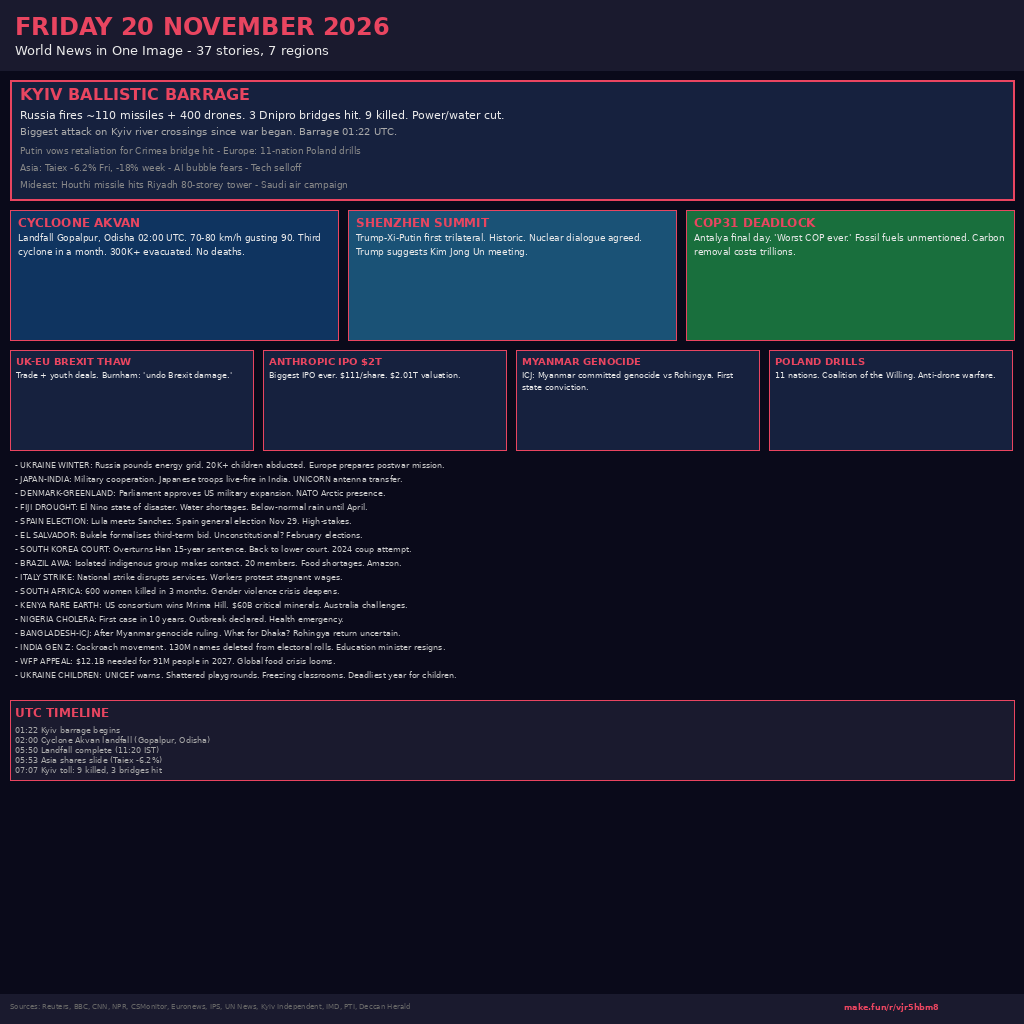 FRIDAY 20 NOVEMBER 2026
World News in One Image - 37 stories, 7 regions
KYIV BALLISTIC BARRAGE
Russia fires ~110 missiles + 400 drones. 3 Dnipro bridges hit. 9 killed. Power/water cut.
Biggest attack on Kyiv river crossings since war began. Barrage 01:22 UTC.
Putin vows retaliation for Crimea bridge hit - Europe: 11-nation Poland drills
Asia: Taiex -6.2% Fri, -18% week - AI bubble fears - Tech selloff
Mideast: Houthi missile hits Riyadh 80-storey tower - Saudi air campaign
CYCLOONE AKVAN
Landfall Gopalpur, Odisha 02:00 UTC. 70-80 km/h gusting 90. Third
cyclone in a month. 300K+ evacuated. No deaths.
SHENZHEN SUMMIT
Trump-Xi-Putin first trilateral. Historic. Nuclear dialogue agreed.
Trump suggests Kim Jong Un meeting.
COP31 DEADLOCK
Antalya final day. 'Worst COP ever.' Fossil fuels unmentioned. Carbon
removal costs trillions.
UK-EU BREXIT THAW
Trade + youth deals. Burnham: 'undo Brexit damage.'
ANTHROPIC IPO $2T
Biggest IPO ever. $111/share. $2.01T valuation.
MYANMAR GENOCIDE
ICJ: Myanmar committed genocide vs Rohingya. First
state conviction.
POLAND DRILLS
11 nations. Coalition of the Willing. Anti-drone warfare.
- UKRAINE WINTER: Russia pounds energy grid. 20K+ children abducted. Europe prepares postwar mission.
- JAPAN-INDIA: Military cooperation. Japanese troops live-fire in India. UNICORN antenna transfer.
- DENMARK-GREENLAND: Parliament approves US military expansion. NATO Arctic presence.
- FIJI DROUGHT: El Nino state of disaster. Water shortages. Below-normal rain until April.
- SPAIN ELECTION: Lula meets Sanchez. Spain general election Nov 29. High-stakes.
- EL SALVADOR: Bukele formalises third-term bid. Unconstitutional? February elections.
- SOUTH KOREA COURT: Overturns Han 15-year sentence. Back to lower court. 2024 coup attempt.
- BRAZIL AWA: Isolated indigenous group makes contact. 20 members. Food shortages. Amazon.
- ITALY STRIKE: National strike disrupts services. Workers protest stagnant wages.
- SOUTH AFRICA: 600 women killed in 3 months. Gender violence crisis deepens.
- KENYA RARE EARTH: US consortium wins Mrima Hill. $60B critical minerals. Australia challenges.
- NIGERIA CHOLERA: First case in 10 years. Outbreak declared. Health emergency.
- BANGLADESH-ICJ: After Myanmar genocide ruling. What for Dhaka? Rohingya return uncertain.
- INDIA GEN Z: Cockroach movement. 130M names deleted from electoral rolls. Education minister resigns.
- WFP APPEAL: $12.1B needed for 91M people in 2027. Global food crisis looms.
- UKRAINE CHILDREN: UNICEF warns. Shattered playgrounds. Freezing classrooms. Deadliest year for children.
UTC TIMELINE
01:22 Kyiv barrage begins
02:00 Cyclone Akvan landfall (Gopalpur, Odisha)
05:50 Landfall complete (11:20 IST)
05:53 Asia shares slide (Taiex -6.2%)
07:07 Kyiv toll: 9 killed, 3 bridges hit
Sources: Reuters, BBC, CNN, NPR, CSMonitor, Euronews, IPS, UN News, Kyiv Independent, IMD, PTI, Deccan Herald
make.fun/r/vjr5hbm8